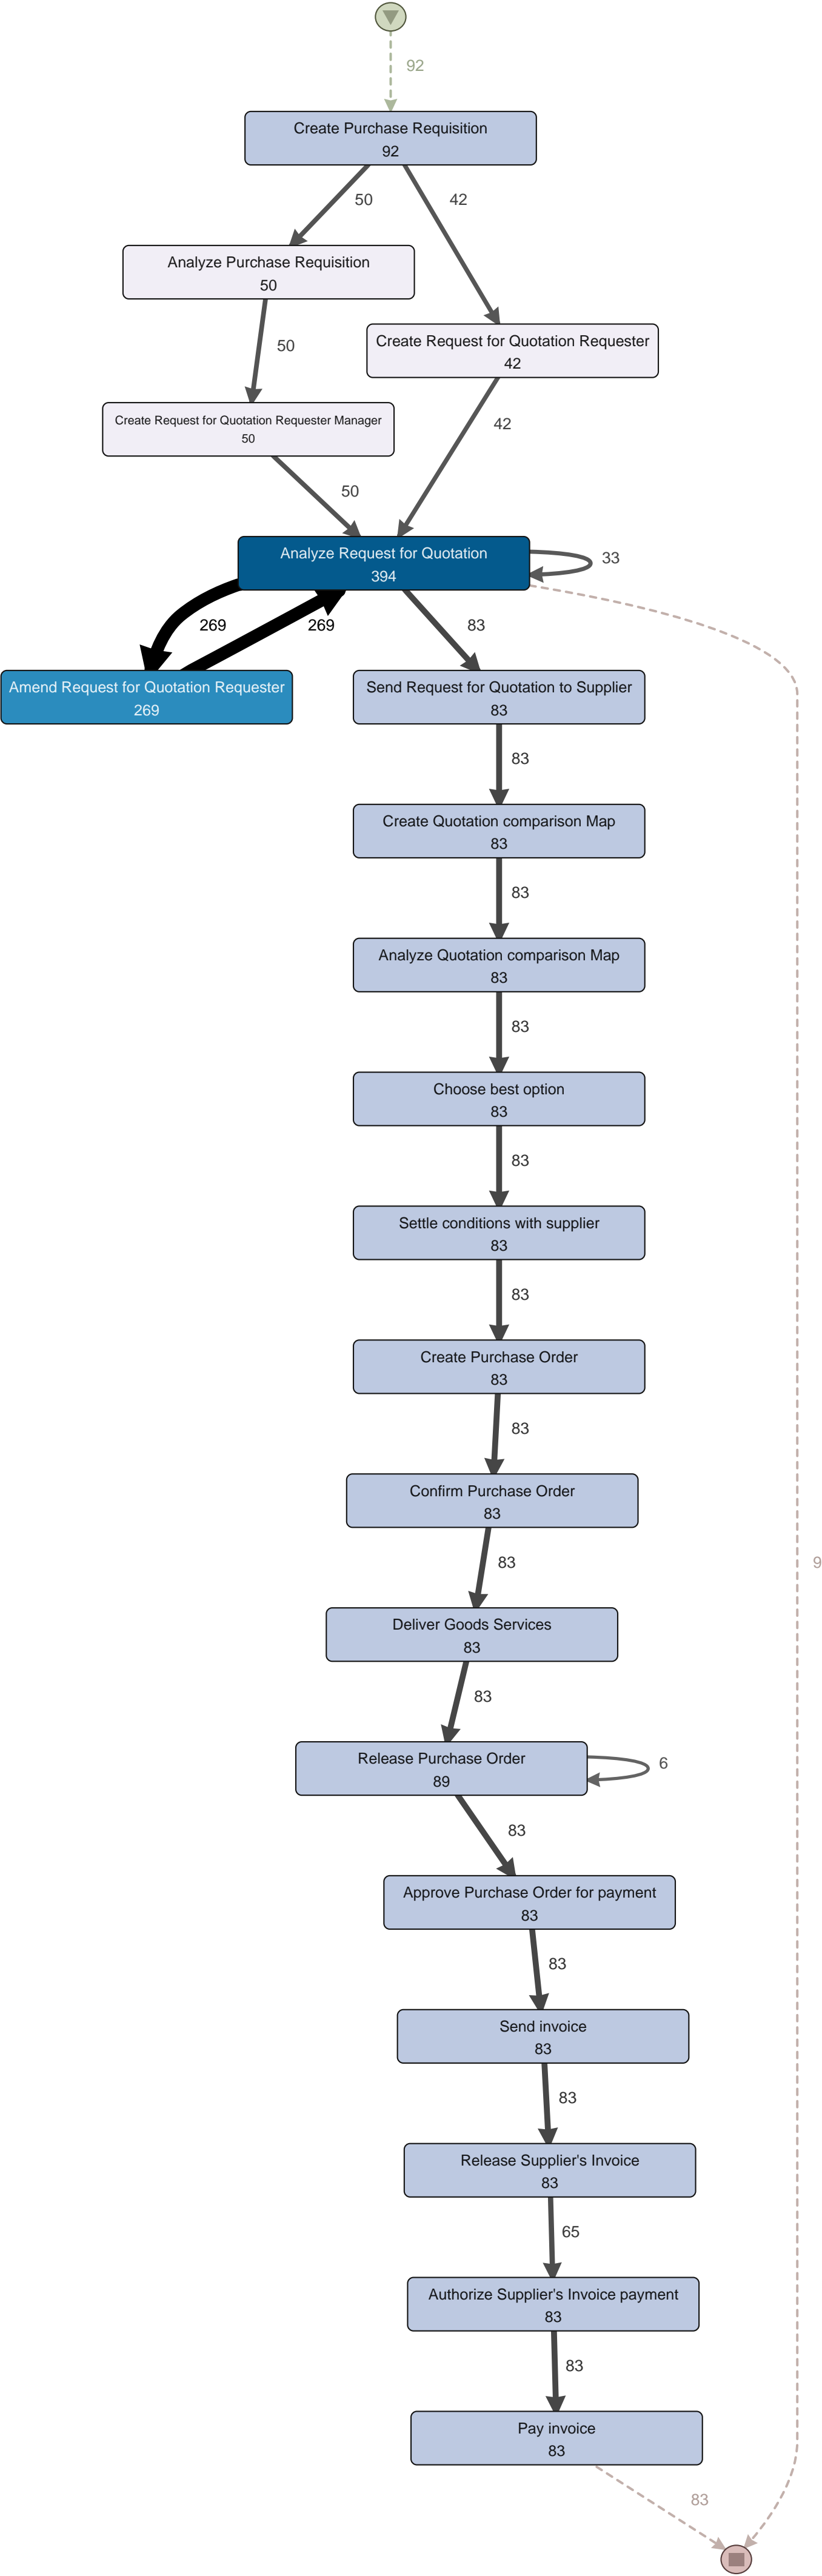 92
Create Purchase Requisition
92
50
42
Analyze Purchase Requisition
50
Create Request for Quotation Requester
42
50
Create Request for Quotation Requester Manager
50
42
50
Analyze Request for Quotation
394
33
269
269
83
Amend Request for Quotation Requester
269
Send Request for Quotation to Supplier
83
83
Create Quotation comparison Map
83
83
Analyze Quotation comparison Map
83
83
Choose best option
83
83
Settle conditions with supplier
83
83
Create Purchase Order
83
83
Confirm Purchase Order
83
83
9
Deliver Goods Services
83
83
Release Purchase Order
89
6
83
Approve Purchase Order for payment
83
83
Send invoice
83
83
Release Supplier's Invoice
83
65
Authorize Supplier's Invoice payment
83
83
Pay invoice
83
83